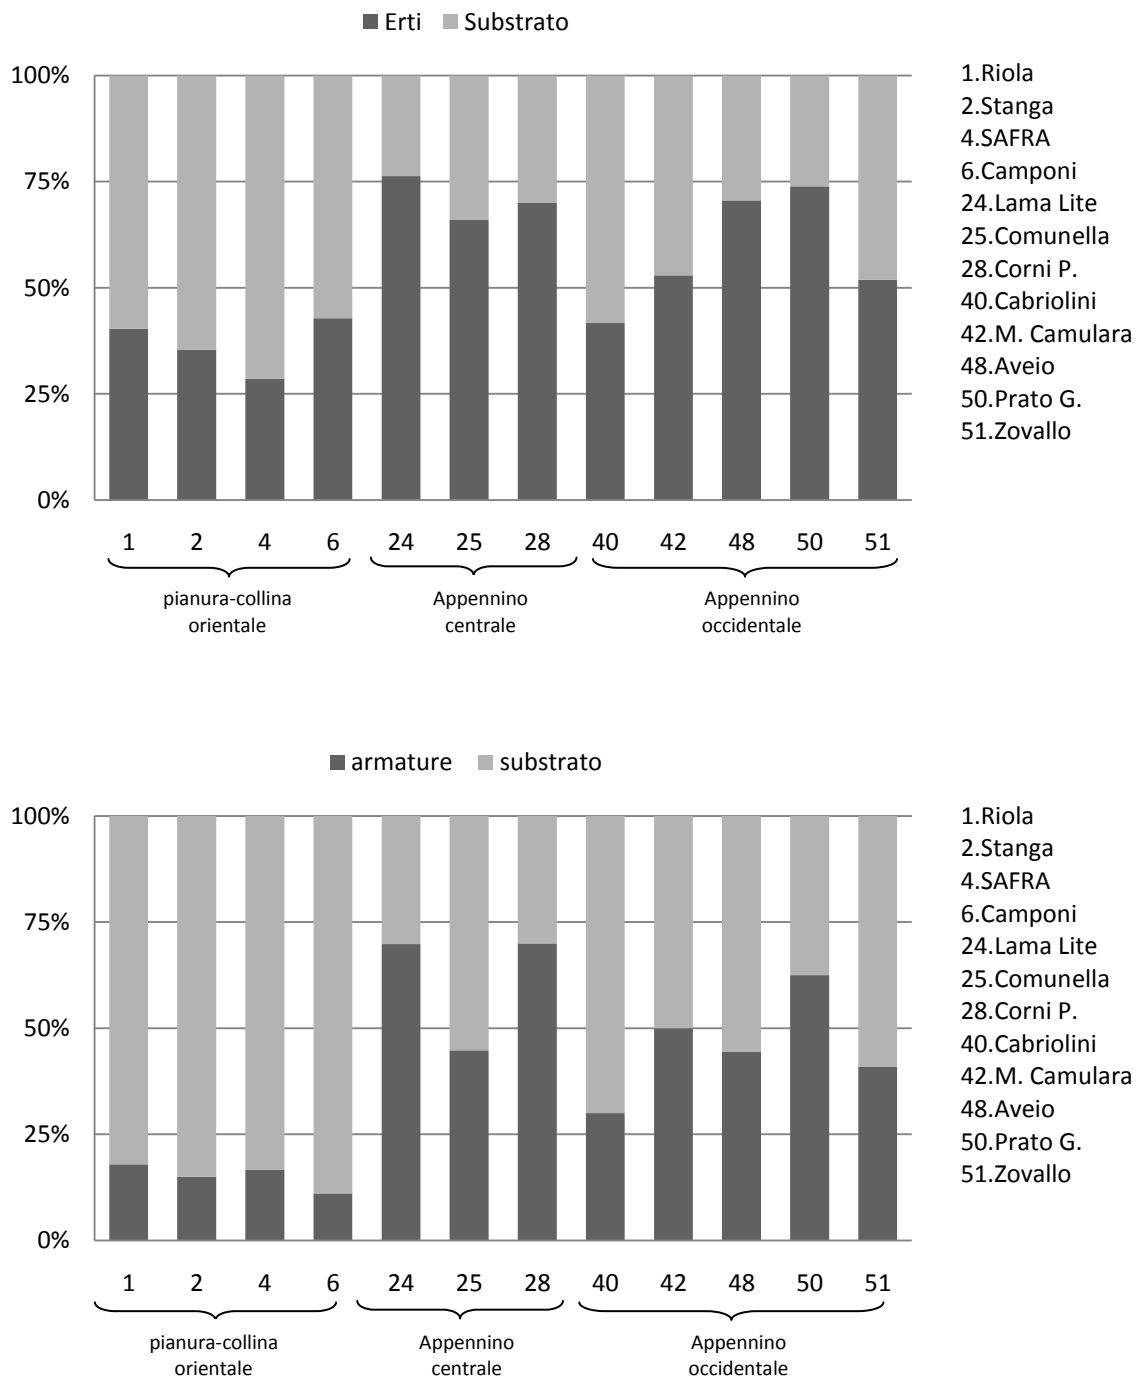 Erti Substrato
100%
75%
50%
25%
0%
1 2 4 6 24 25 28 40 42 48 50 51
pianura-collina
orientale
Appennino
centrale
Appennino
occidentale
1.Riola
2.Stanga
4.SAFRA
6.Camponi
24.Lama Lite
25.Comunella
28.Corni P.
40.Cabriolini
42.M. Camulara
48.Aveio
50.Prato G.
51.Zovallo
armature substrato
100%
75%
50%
25%
0%
1 2 4 6 24 25 28 40 42 48 50 51
pianura-collina
orientale
Appennino
centrale
Appennino
occidentale
1.Riola
2.Stanga
4.SAFRA
6.Camponi
24.Lama Lite
25.Comunella
28.Corni P.
40.Cabriolini
42.M. Camulara
48.Aveio
50.Prato G.
51.Zovallo